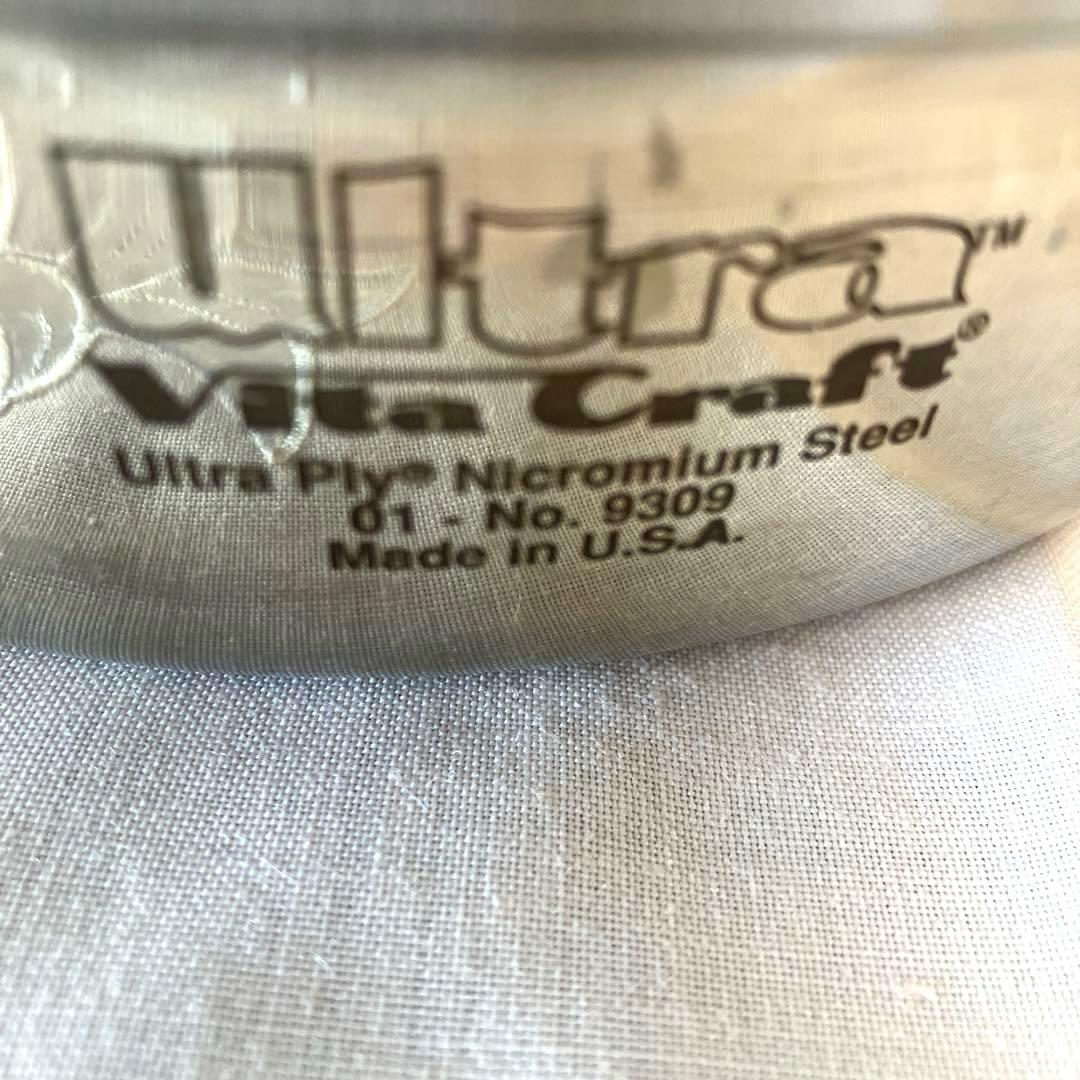 Ultra™
Vita Craft®
Ultra Ply® Nicromium Steel
01 - No. 9309
Made in U.S.A.